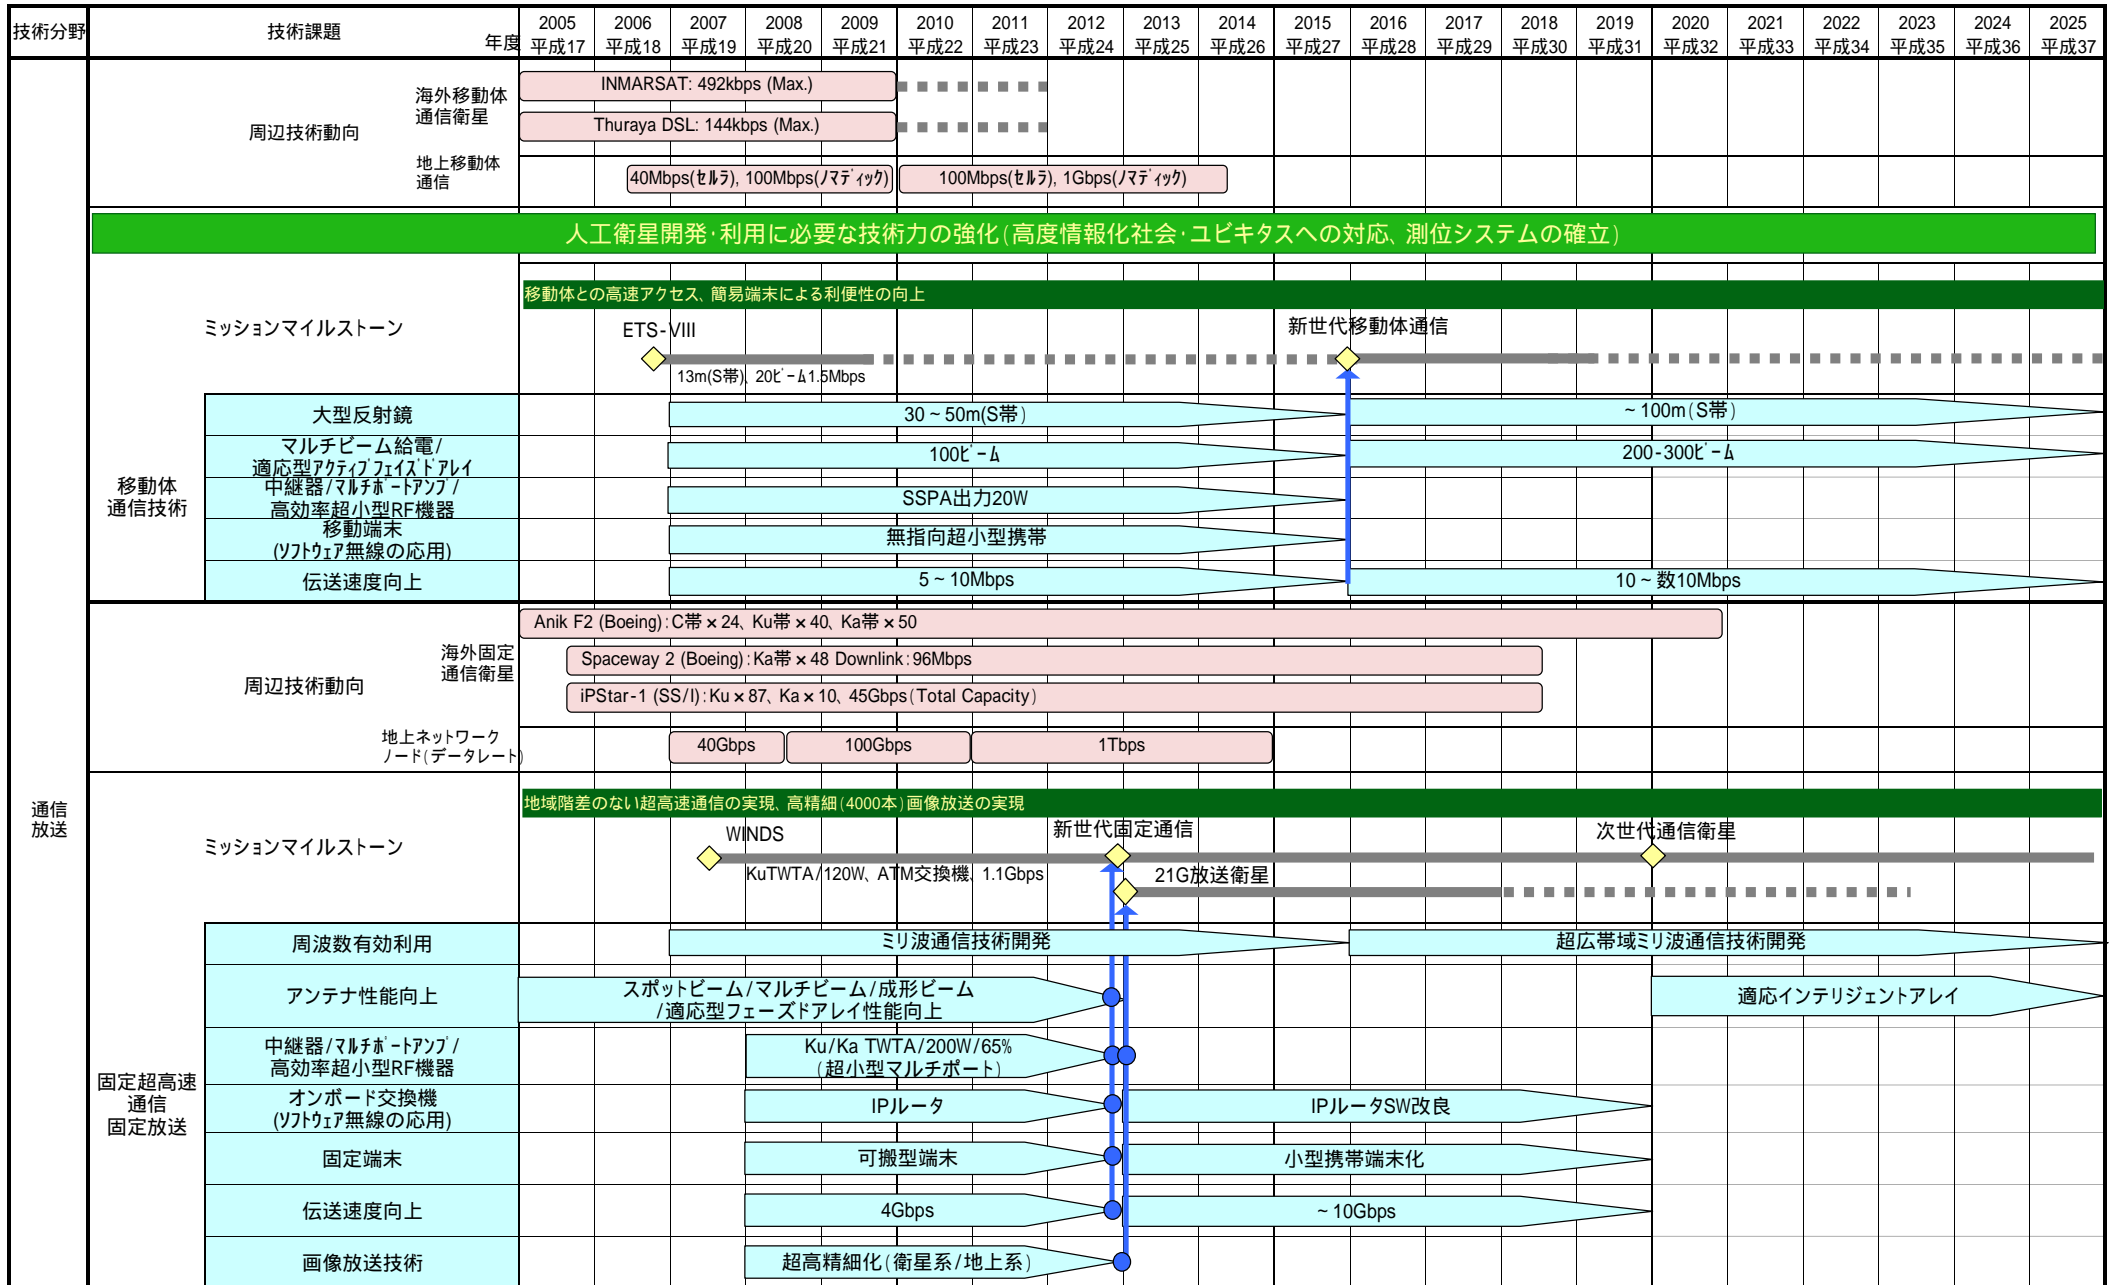 技術分野
技術課題
年度
2005 2006 2007 2008 2009 2010 2011 2012 2013 2014 2015 2016 2017 2018 2019 2020 2021 2022 2023 2024 2025
平成17 平成18 平成19 平成20 平成21 平成22 平成23 平成24 平成25 平成26 平成27 平成28 平成29 平成30 平成31 平成32 平成33 平成34 平成35 平成36 平成37
通信
放送
周辺技術動向
海外移動体
通信衛星
INMARSAT: 492kbps (Max.)
Thuraya DSL: 144kbps (Max.)
地上移動体
通信
40Mbps(ｾﾙﾗ), 100Mbps(ﾉﾏﾃﾞｨｯｸ)
100Mbps(ｾﾙﾗ), 1Gbps(ﾉﾏﾃﾞｨｯｸ)
人工衛星開発･利用に必要な技術力の強化(高度情報化社会･ユビキタスへの対応、測位システムの確立)
移動体との高速アクセス、簡易端末による利便性の向上
ミッションマイルストーン
ETS-VIII
13m(S帯)、20ﾋﾞｰﾑ1.5Mbps
新世代移動体通信
移動体
通信技術
大型反射鏡
30～50m(S帯)
～100m(S帯)
マルチビーム給電/
適応型ｱｸﾃｨﾌﾞﾌｪｲｽﾞﾄﾞｱﾚｲ
100ﾋﾞｰﾑ
200-300ﾋﾞｰﾑ
中継器/ﾏﾙﾁﾎﾟｰﾄｱﾝﾌﾟ/
高効率超小型RF機器
SSPA出力20W
移動端末
(ｿﾌﾄｳｪｱ無線の応用)
無指向超小型携帯
伝送速度向上
5～10Mbps
10～数10Mbps
周辺技術動向
海外固定
通信衛星
Anik F2 (Boeing):C帯×24、Ku帯×40、Ka帯×50
Spaceway 2 (Boeing):Ka帯×48 Downlink:96Mbps
iPStar-1 (SS/l):Ku×87、Ka×10、45Gbps(Total Capacity)
地上ネットワーク
ノード(データレート)
40Gbps
100Gbps
1Tbps
地域階差のない超高速通信の実現、高精細(4000本)画像放送の実現
ミッションマイルストーン
WINDS
KuTWTA/120W、ATM交換機、1.1Gbps
新世代固定通信
21G放送衛星
次世代通信衛星
固定超高速
通信
固定放送
周波数有効利用
ミリ波通信技術開発
超広帯域ミリ波通信技術開発
アンテナ性能向上
スポットビーム/マルチビーム/成形ビーム
/適応型フェーズドアレイ性能向上
適応インテリジェントアレイ
中継器/ﾏﾙﾁﾎﾟｰﾄｱﾝﾌﾟ/
高効率超小型RF機器
Ku/Ka TWTA/200W/65%
(超小型マルチポート)
オンボード交換機
(ｿﾌﾄｳｪｱ無線の応用)
IPルータ
IPルータSW改良
固定端末
可搬型端末
小型携帯端末化
伝送速度向上
4Gbps
～10Gbps
画像放送技術
超高精細化(衛星系/地上系)